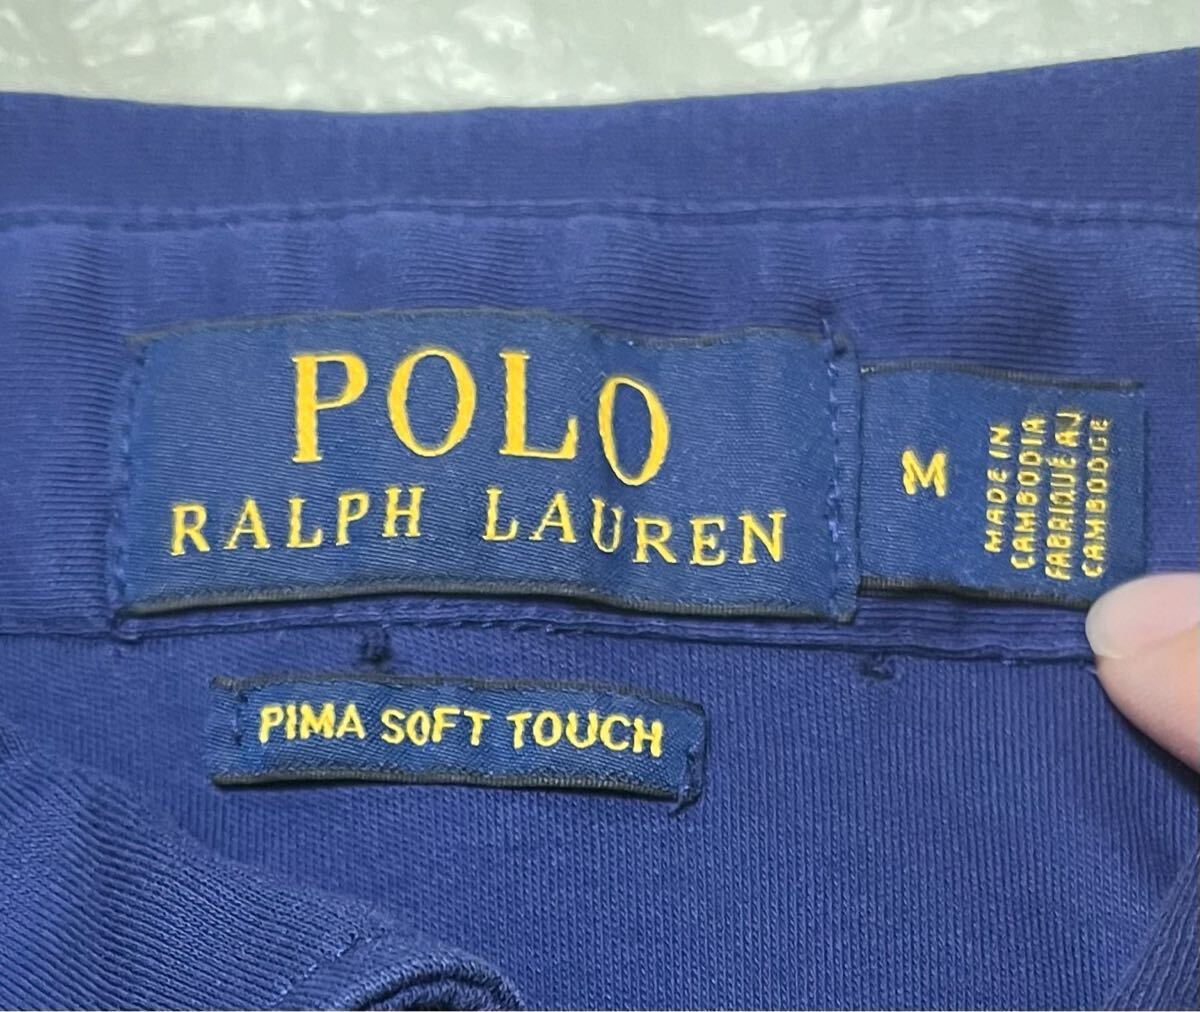 POLO
RALPH LAUREN
M
MADE IN
CAMBODIA
FABRIQUÉ AU
CAMBODGE
PIMA SOFT TOUCH